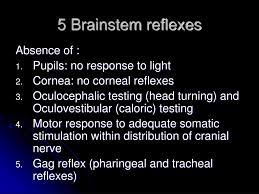 5 Brainstem reflexes
Absence of :
1. Pupils: no response to light
2. Cornea: no corneal reflexes
3. Oculocephalic testing (head turning) and
Oculovestibular (caloric) testing
4. Motor response to adequate somatic
stimulation within distribution of cranial
nerve
5. Gag reflex (pharingeal and tracheal
reflexes)